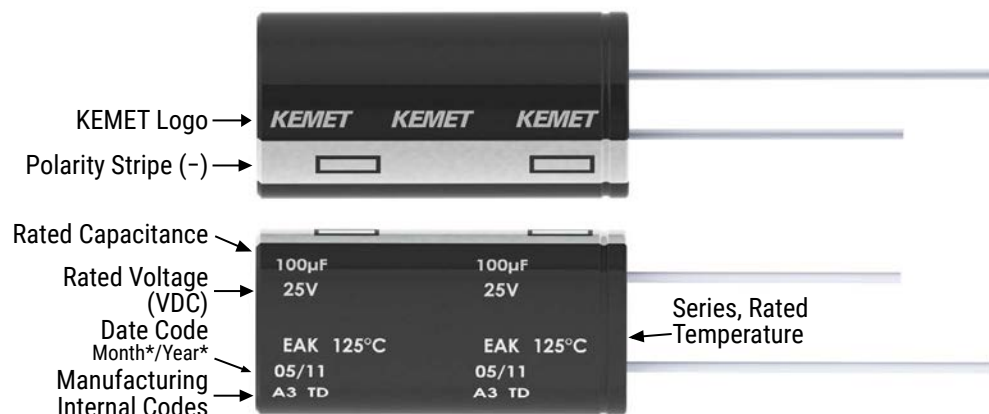 KEMET Logo
KEMET KEMET KEMET
Polarity Stripe (−)
Rated Capacitance
100µF 100µF
Rated Voltage
(VDC)
25V 25V
Series, Rated
Temperature
Date Code
Month*/Year*
EAK 125°C EAK 125°C
05/11 05/11
Manufacturing
Internal Codes
A3 TD A3 TD